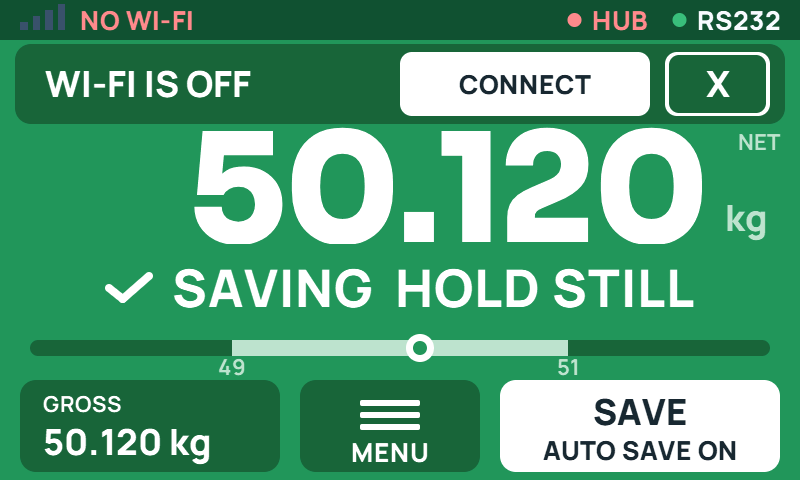 NO WI-FI
HUB
RS232
WI-FI IS OFF
CONNECT
X
50.120
NET
kg
SAVING HOLD STILL
49
51
GROSS
50.120 kg
MENU
SAVE
AUTO SAVE ON